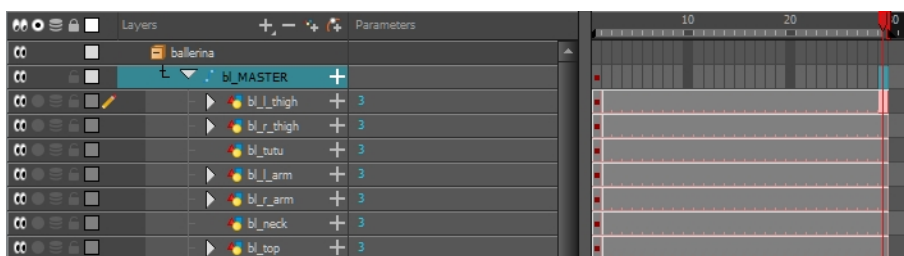 Layers Parameters 10 20 30
ballerina
bl_MASTER
bl_l_thigh 3
bl_r_thigh 3
bl_tutu 3
bl_l_arm 3
bl_r_arm 3
bl_neck 3
bl_top 3